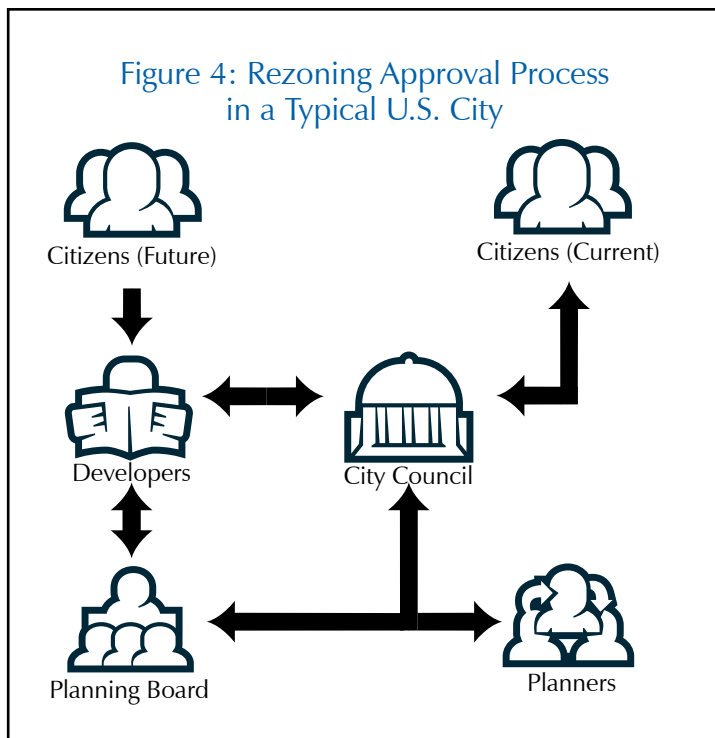 Figure 4: Rezoning Approval Process
in a Typical U.S. City
Citizens (Future)
Citizens (Current)
Developers
City Council
Planning Board
Planners